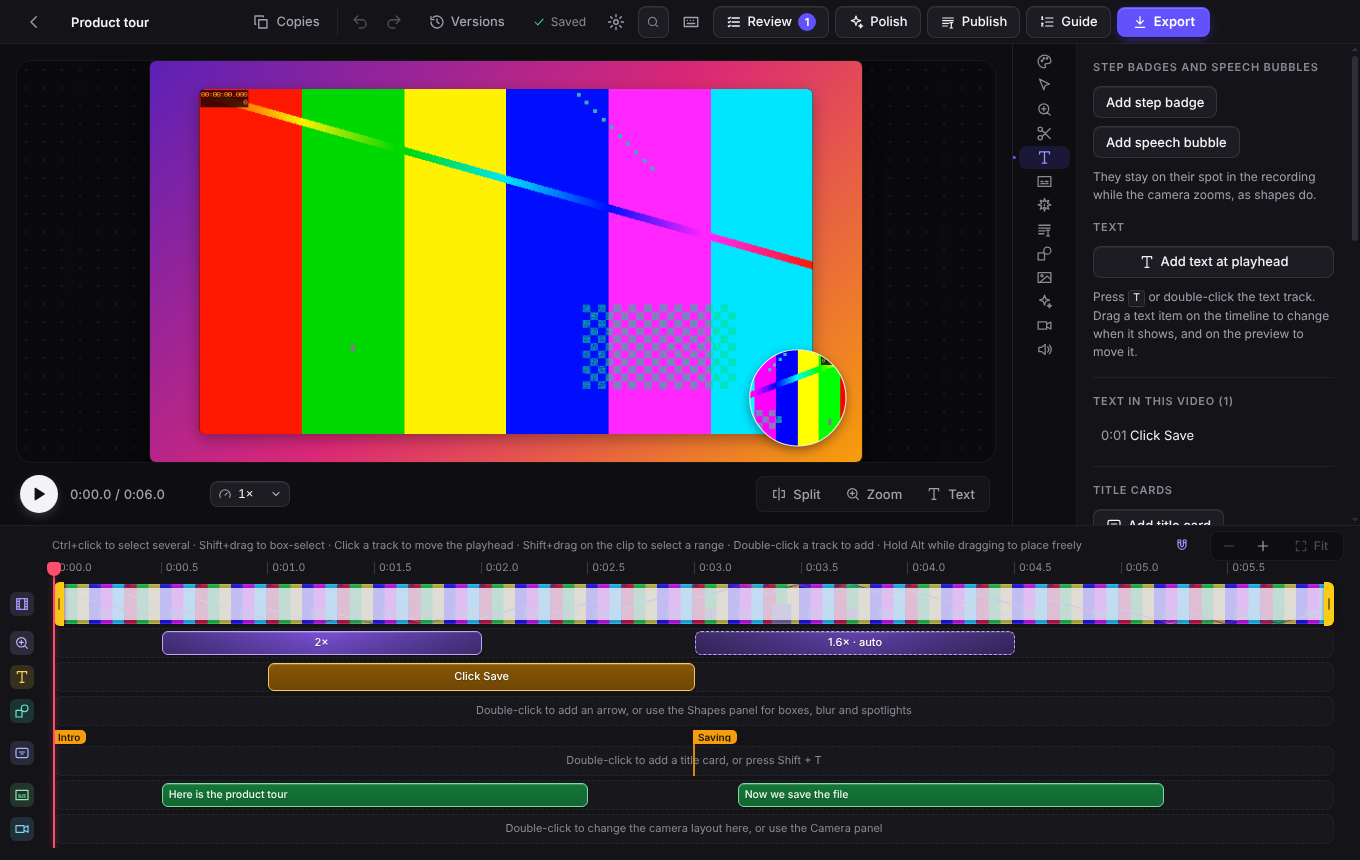 Product tour
Copies
Versions
Saved
Review 1
Polish
Publish
Guide
Export
00:00:00.000
0
STEP BADGES AND SPEECH BUBBLES
Add step badge
Add speech bubble
They stay on their spot in the recording
while the camera zooms, as shapes do.
TEXT
Add text at playhead
Press T or double-click the text track.
Drag a text item on the timeline to change
when it shows, and on the preview to
move it.
TEXT IN THIS VIDEO (1)
0:01 Click Save
TITLE CARDS
Add title card
0:00.0 / 0:06.0
1×
Split
Zoom
Text
Ctrl+click to select several · Shift+drag to box-select · Click a track to move the playhead · Shift+drag on the clip to select a range · Double-click a track to add · Hold Alt while dragging to place freely
Fit
0:00.0 0:00.5 0:01.0 0:01.5 0:02.0 0:02.5 0:03.0 0:03.5 0:04.0 0:04.5 0:05.0 0:05.5
2× 1.6× · auto
Click Save
Double-click to add an arrow, or use the Shapes panel for boxes, blur and spotlights
Intro Saving
Double-click to add a title card, or press Shift + T
Here is the product tour Now we save the file
Double-click to change the camera layout here, or use the Camera panel